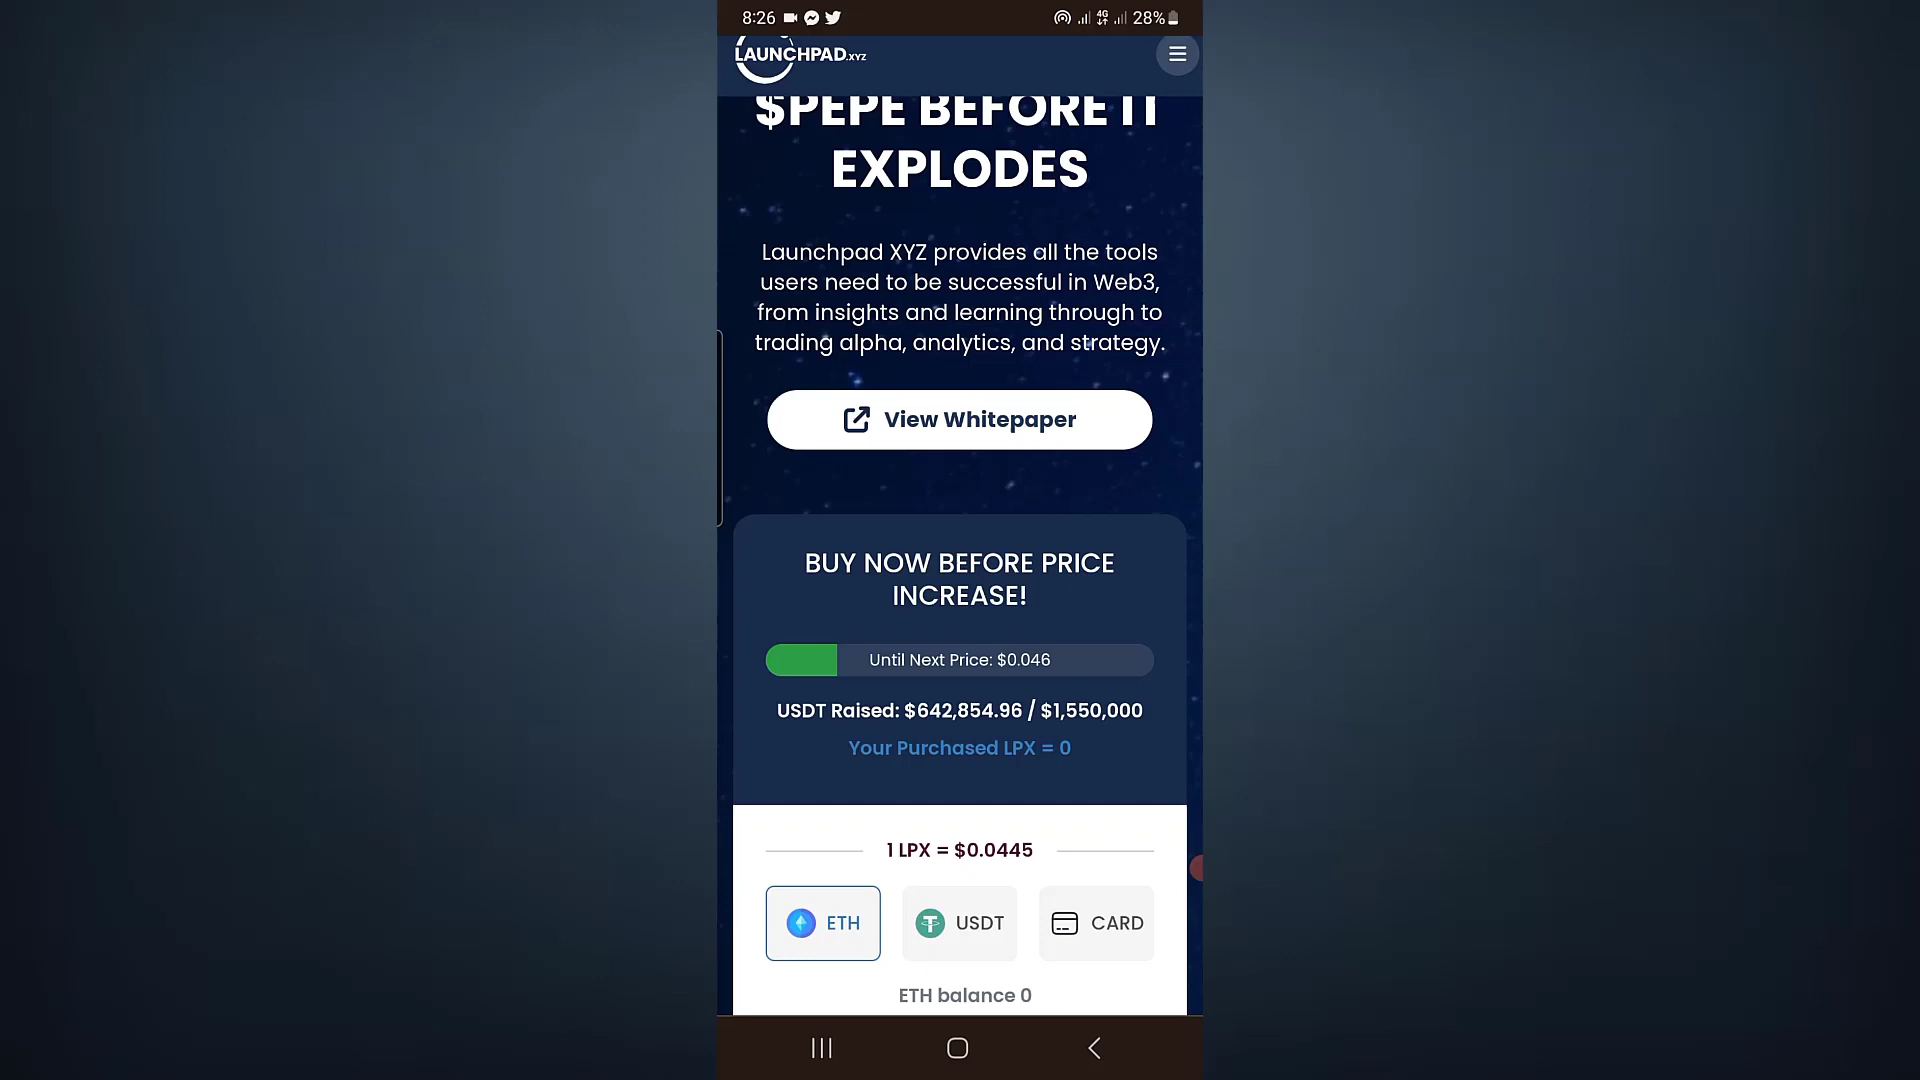 8:26
4G
28%
LAUNCHPAD.XYZ
$PEPE BEFORE IT
EXPLODES
Launchpad XYZ provides all the tools
users need to be successful in Web3,
from insights and learning through to
trading alpha, analytics, and strategy.
View Whitepaper
BUY NOW BEFORE PRICE
INCREASE!
Until Next Price: $0.046
USDT Raised: $642,854.96 / $1,550,000
Your Purchased LPX = 0
1 LPX = $0.0445
ETH
USDT
CARD
ETH balance 0